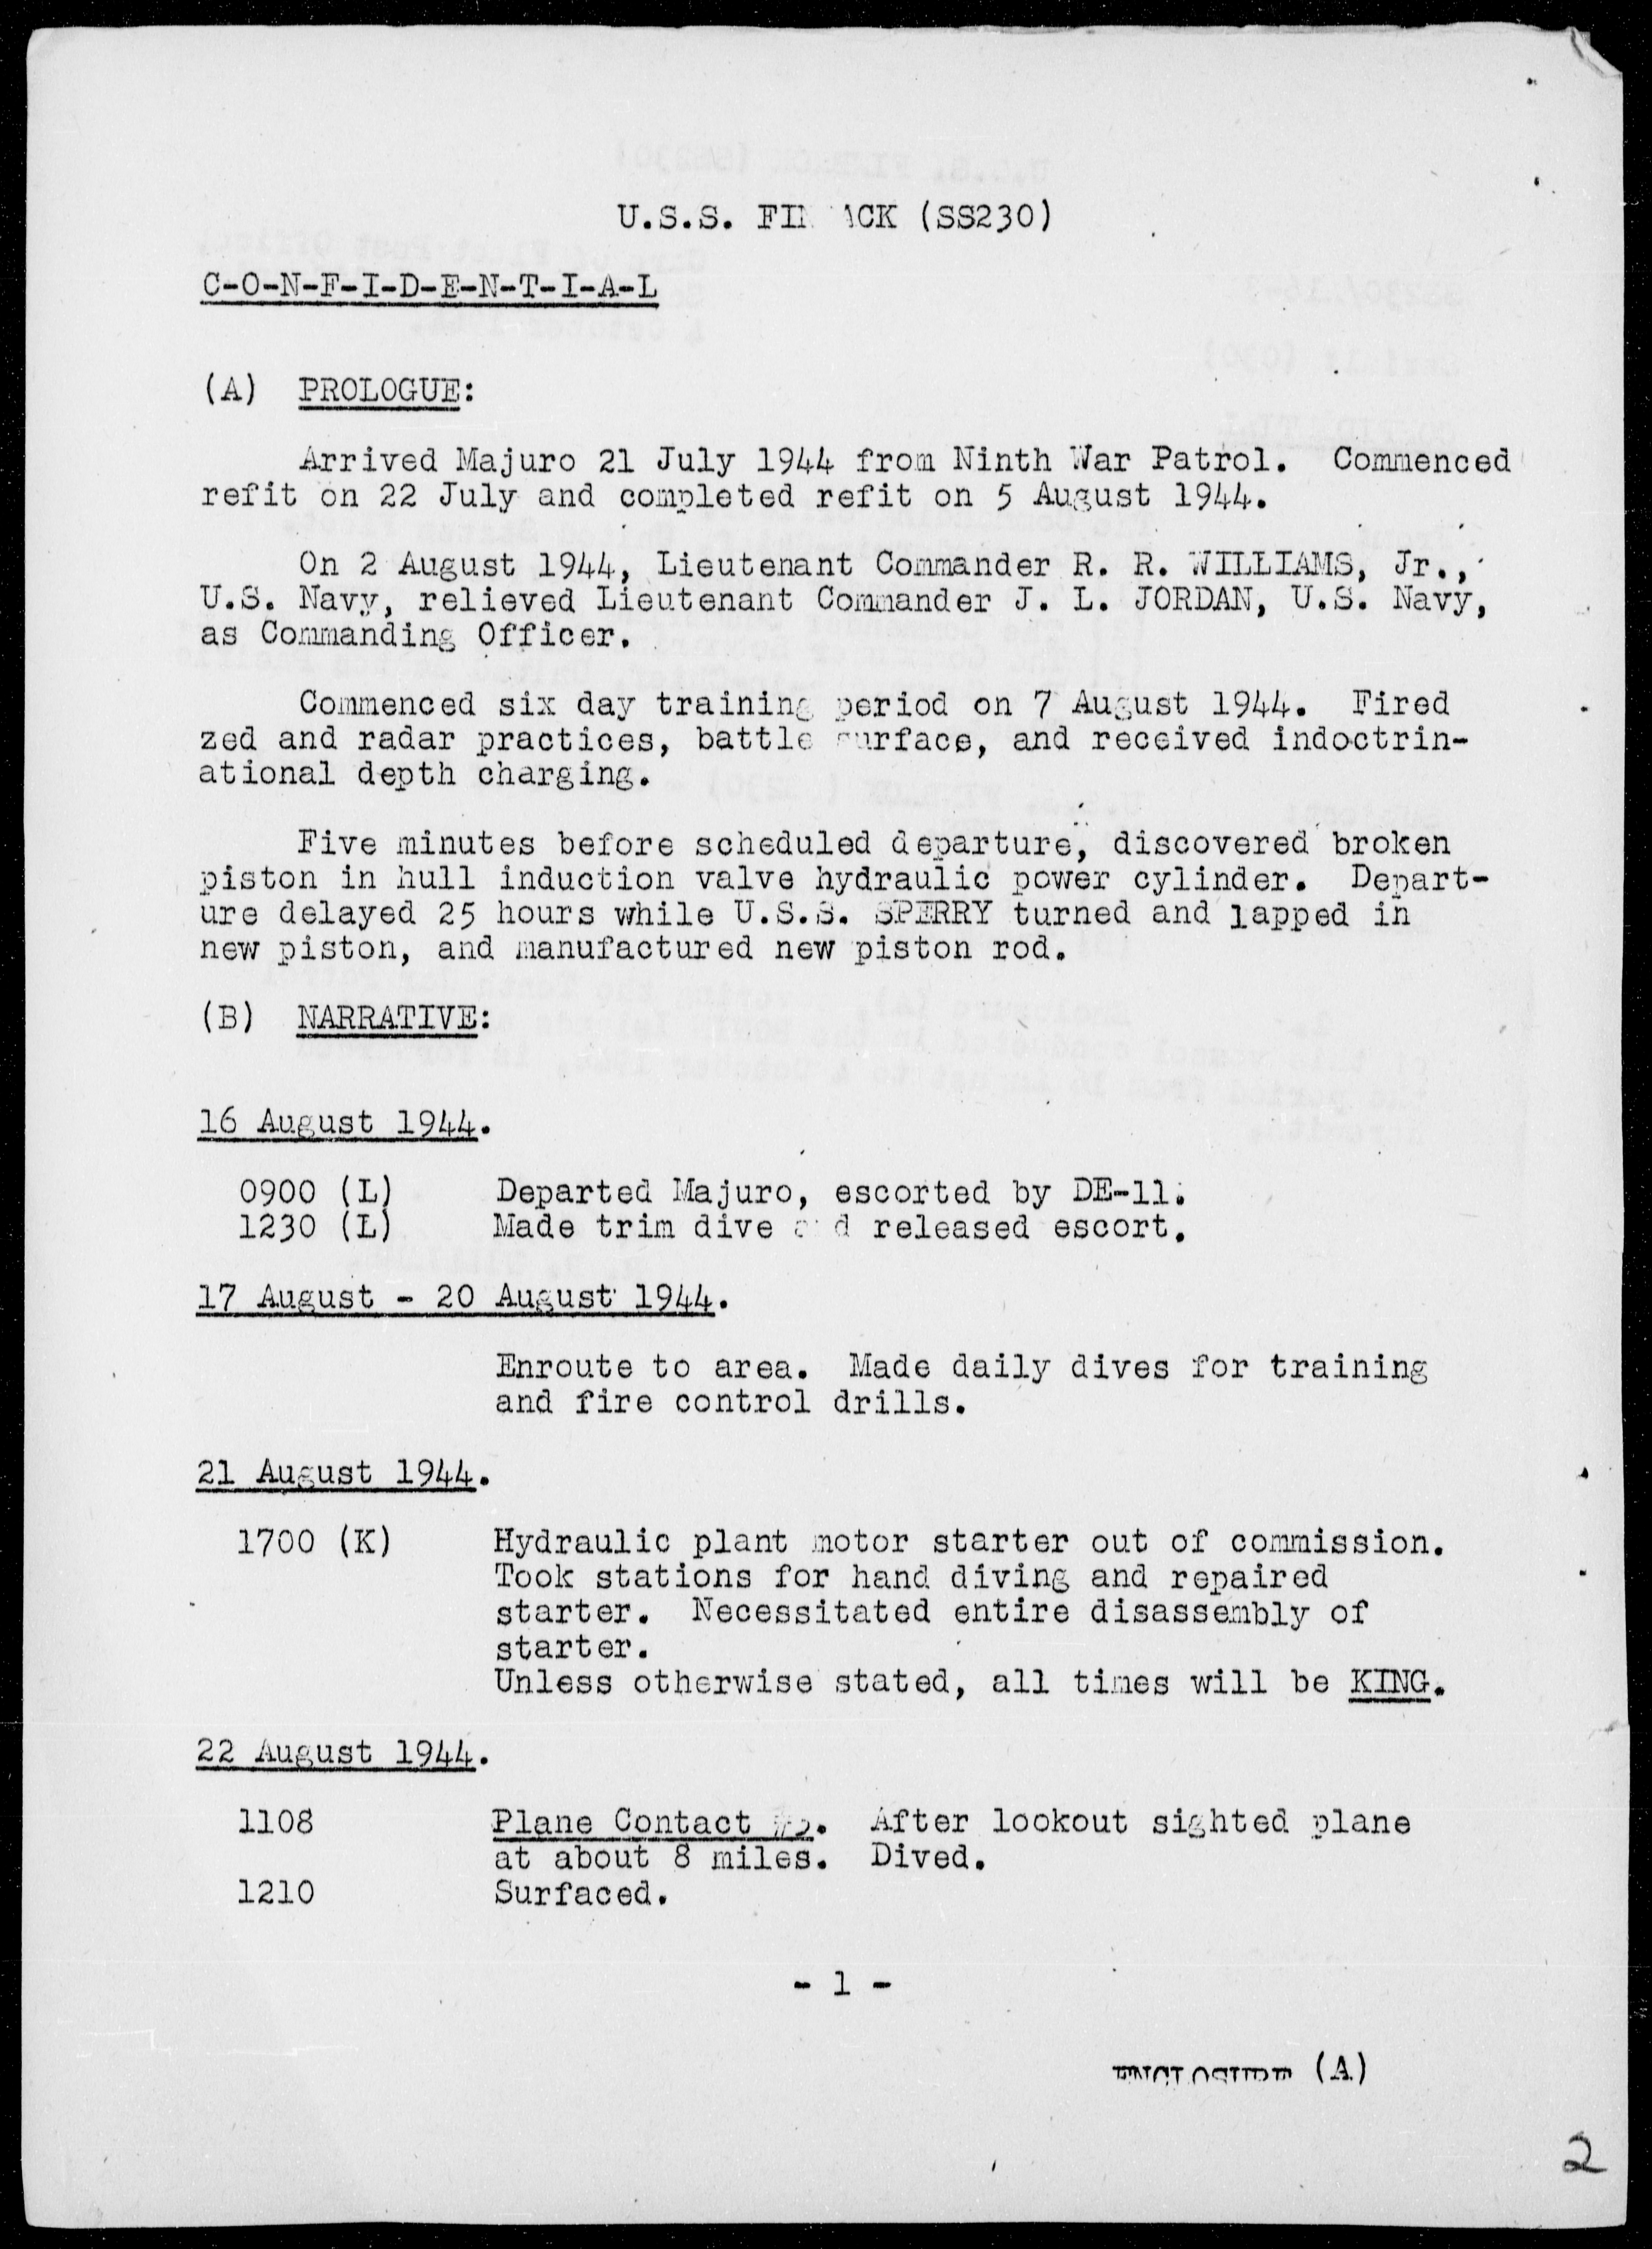 U.S.S. FINBACK (SS230)
C-O-N-F-I-D-E-N-T-I-A-L
(A) PROLOGUE:
Arrived Majuro 21 July 1944 from Ninth War Patrol. Commenced
refit on 22 July and completed refit on 5 August 1944.
On 2 August 1944, Lieutenant Commander R. R. WILLIAMS, Jr.,
U.S. Navy, relieved Lieutenant Commander J. L. JORDAN, U.S. Navy,
as Commanding Officer.
Commenced six day training period on 7 August 1944. Fired
zed and radar practices, battle surface, and received indoctrin-
ational depth charging.
Five minutes before scheduled departure, discovered broken
piston in hull induction valve hydraulic power cylinder. Depart-
ure delayed 25 hours while U.S.S. SPERRY turned and lapped in
new piston, and manufactured new piston rod.
(B) NARRATIVE:
16 August 1944.
0900 (L) Departed Majuro, escorted by DE-11.
1230 (L) Made trim dive and released escort.
17 August - 20 August 1944.
Enroute to area. Made daily dives for training
and fire control drills.
21 August 1944.
1700 (K) Hydraulic plant motor starter out of commission.
Took stations for hand diving and repaired
starter. Necessitated entire disassembly of
starter.
Unless otherwise stated, all times will be KING.
22 August 1944.
1108 Plane Contact After lookout sighted plane
at about 8 miles. Dived.
1210 Surfaced.
- 1 -
ENCLOSURE (A)
2